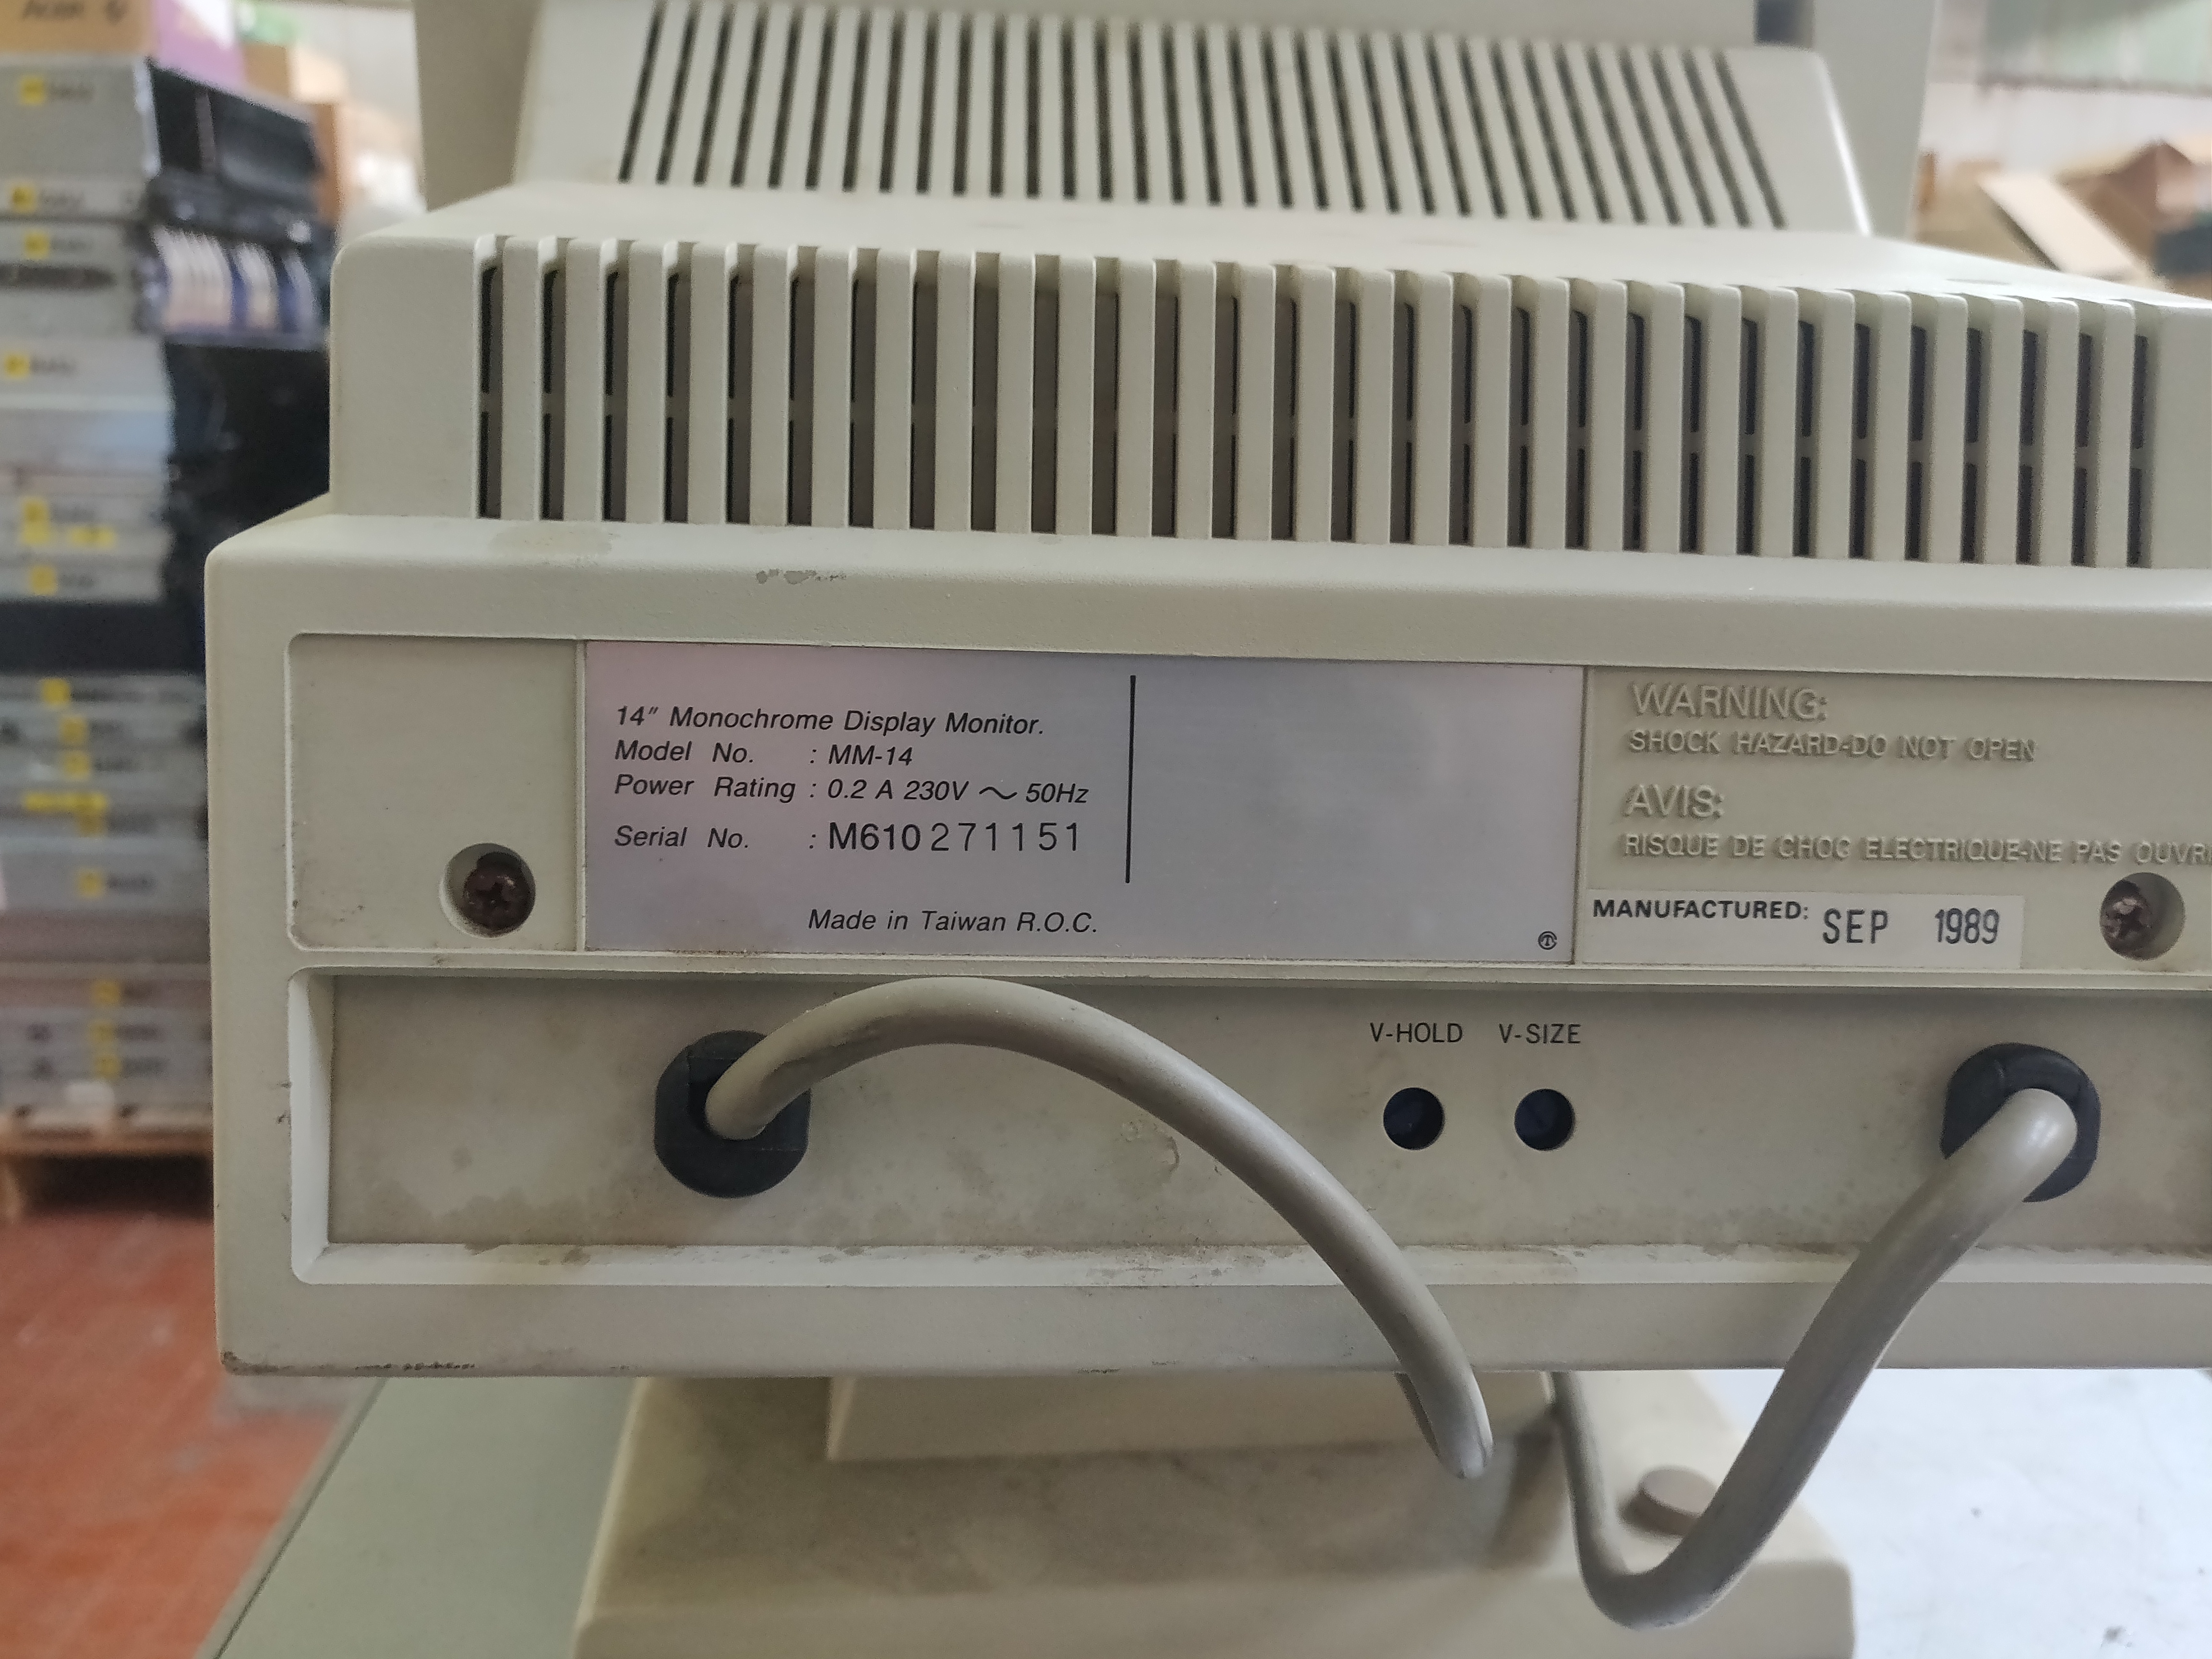 14" Monochrome Display Monitor.
Model No. : MM-14
Power Rating : 0.2 A 230V ~ 50Hz
Serial No. : M610271151
Made in Taiwan R.O.C.
WARNING:
SHOCK HAZARD-DO NOT OPEN
AVIS:
RISQUE DE CHOC ELECTRIQUE-NE PAS OUVRI
MANUFACTURED: SEP 1989
V-HOLD V-SIZE